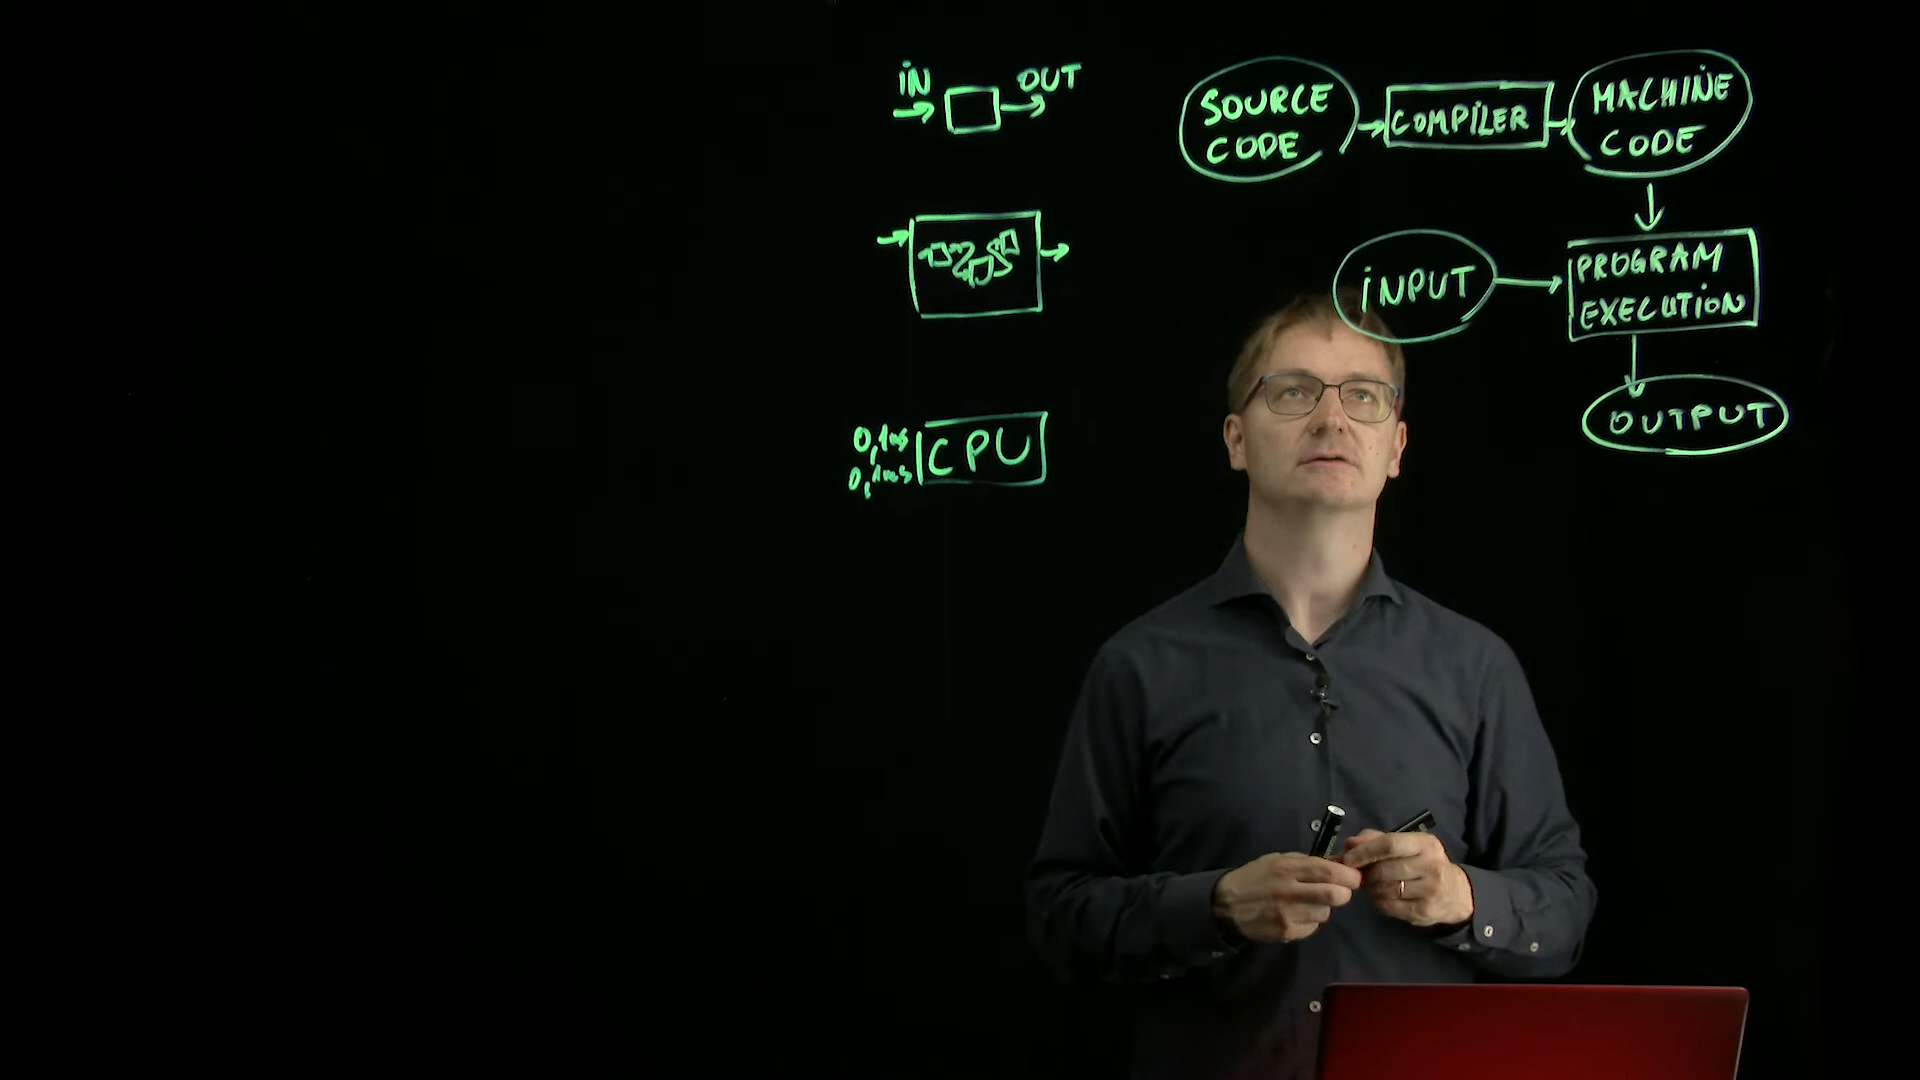 IN
OUT
SOURCE
CODE
COMPILER
MACHINE
CODE
INPUT
PROGRAM
EXECUTION
OUTPUT
CPU